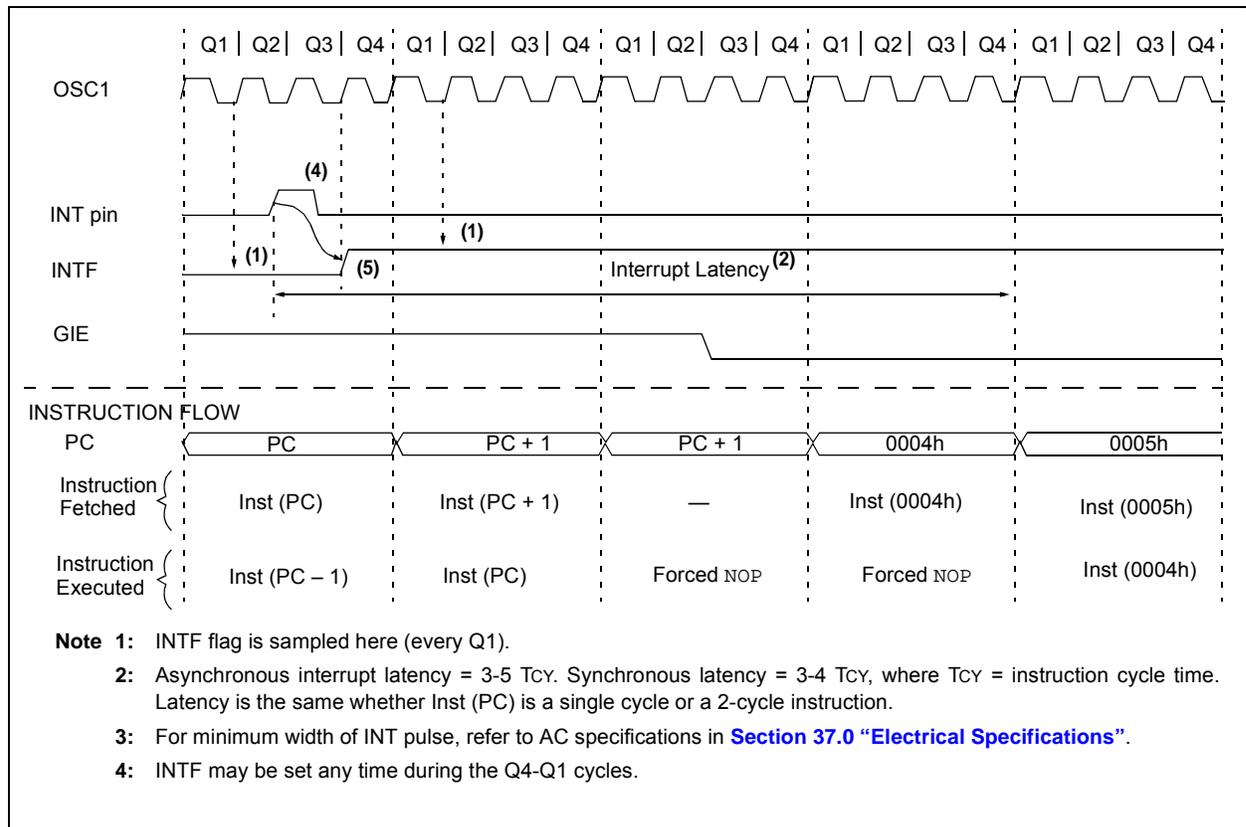 Q1 | Q2 | Q3 | Q4 Q1 | Q2 | Q3 | Q4 Q1 | Q2 | Q3 | Q4 Q1 | Q2 | Q3 | Q4 Q1 | Q2 | Q3 | Q4
OSC1
(4)
INT pin
(1)
(1)
INTF
(5)
Interrupt Latency (2)
GIE
INSTRUCTION FLOW
PC PC PC + 1 PC + 1 0004h 0005h
Instruction
Fetched
Inst (PC) Inst (PC + 1) — Inst (0004h) Inst (0005h)
Instruction
Executed
Inst (PC – 1) Inst (PC) Forced NOP Forced NOP Inst (0004h)
Note 1: INTF flag is sampled here (every Q1).
2: Asynchronous interrupt latency = 3-5 TCY. Synchronous latency = 3-4 TCY, where TCY = instruction cycle time.
Latency is the same whether Inst (PC) is a single cycle or a 2-cycle instruction.
3: For minimum width of INT pulse, refer to AC specifications in Section 37.0 “Electrical Specifications”.
4: INTF may be set any time during the Q4-Q1 cycles.